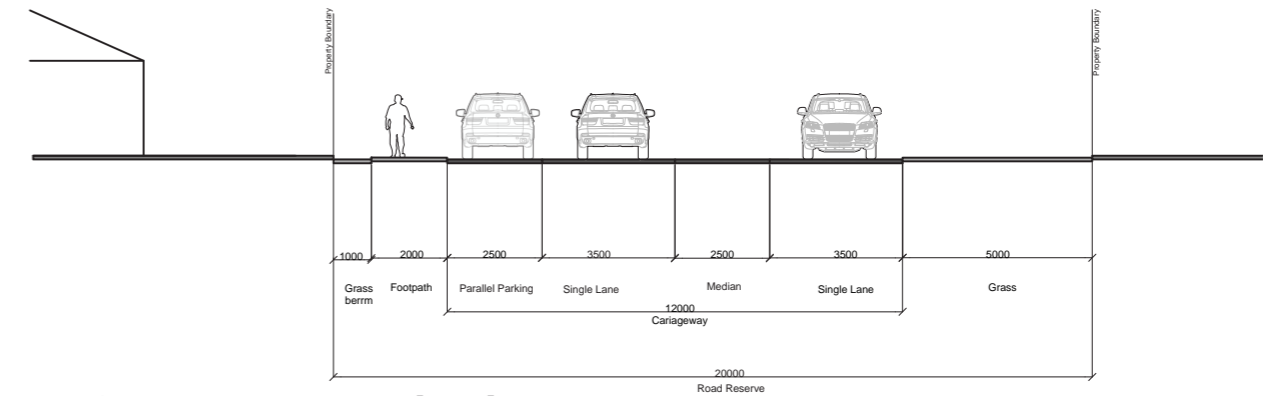 Property Boundary
Property Boundary
1000
2000
2500
3500
2500
3500
5000
Grass
berrm
Footpath
Parallel Parking
Single Lane
Median
Single Lane
Grass
12000
Cariageway
20000
Road Reserve